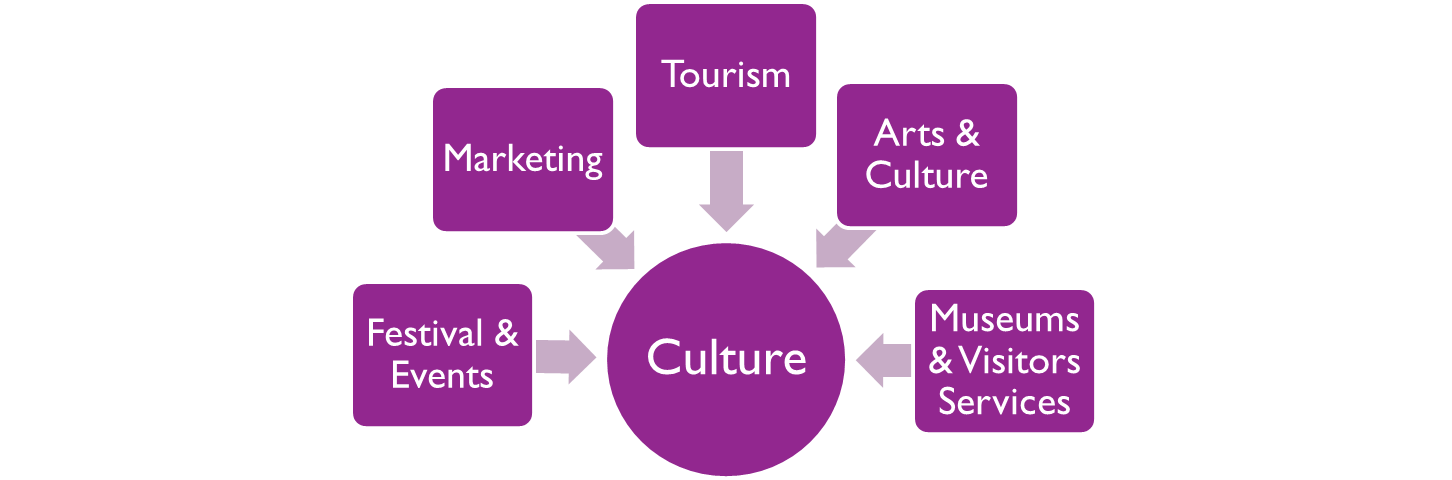 Tourism
Marketing
Arts &
Culture
Festival &
Events
Culture
Museums
& Visitors
Services